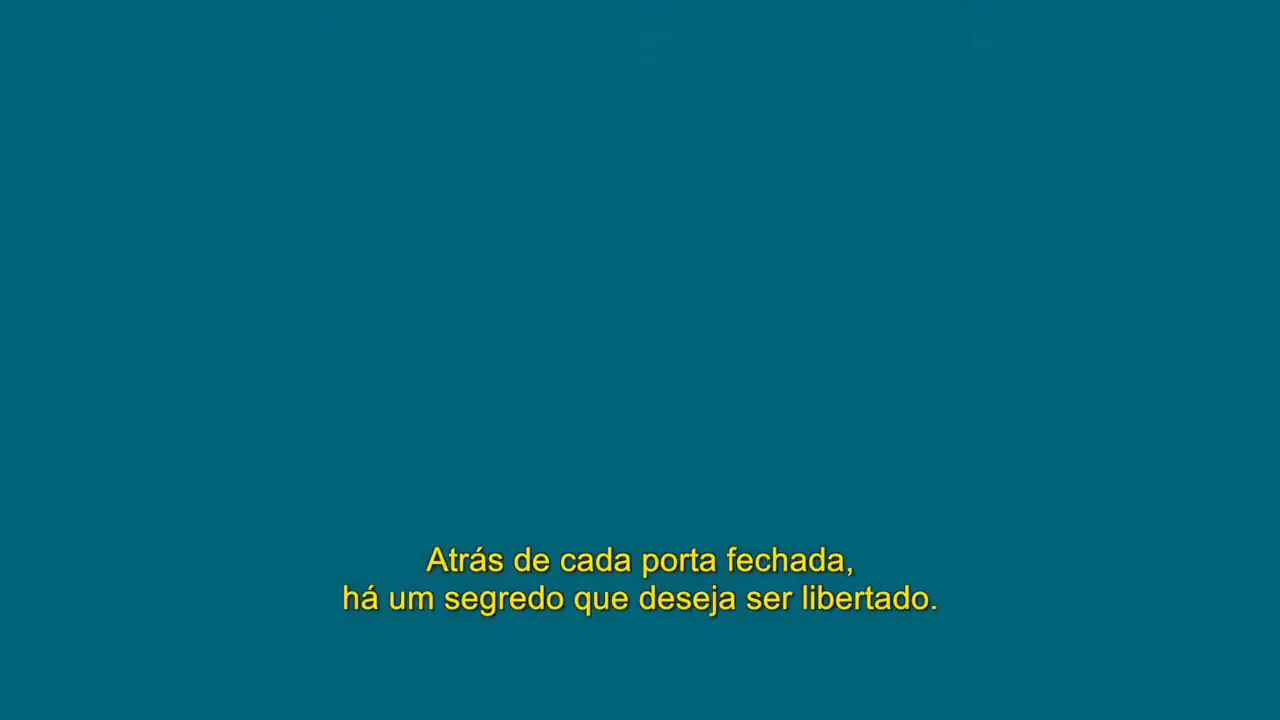 Atrás de cada porta fechada,
há um segredo que deseja ser libertado.